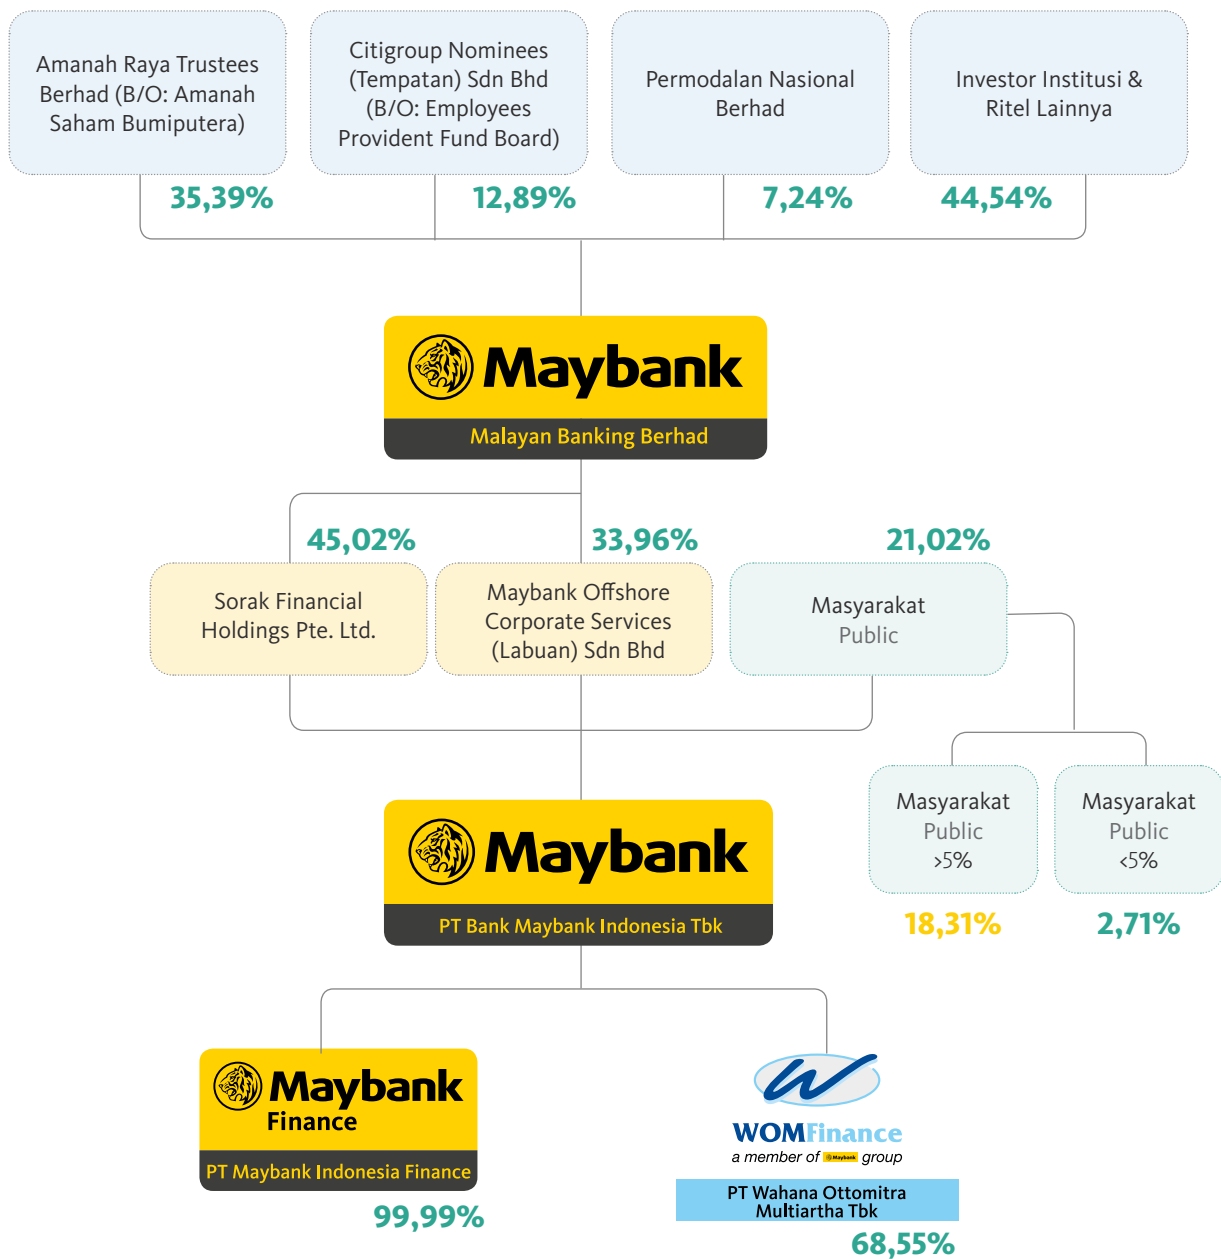 Amanah Raya Trustees
Berhad (B/O: Amanah
Saham Bumiputera)
35,39%
Citigroup Nominees
(Tempatan) Sdn Bhd
(B/O: Employees
Provident Fund Board)
12,89%
Permodalan Nasional
Berhad
7,24%
Investor Institusi &
Ritel Lainnya
44,54%
Maybank
Malayan Banking Berhad
45,02%
Sorak Financial
Holdings Pte. Ltd.
33,96%
Maybank Offshore
Corporate Services
(Labuan) Sdn Bhd
21,02%
Masyarakat
Public
Masyarakat
Public
>5%
18,31%
Masyarakat
Public
<5%
2,71%
Maybank
PT Bank Maybank Indonesia Tbk
Maybank
Finance
PT Maybank Indonesia Finance
99,99%
WOMFinance
a member of Maybank group
PT Wahana Ottomitra
Multiartha Tbk
68,55%